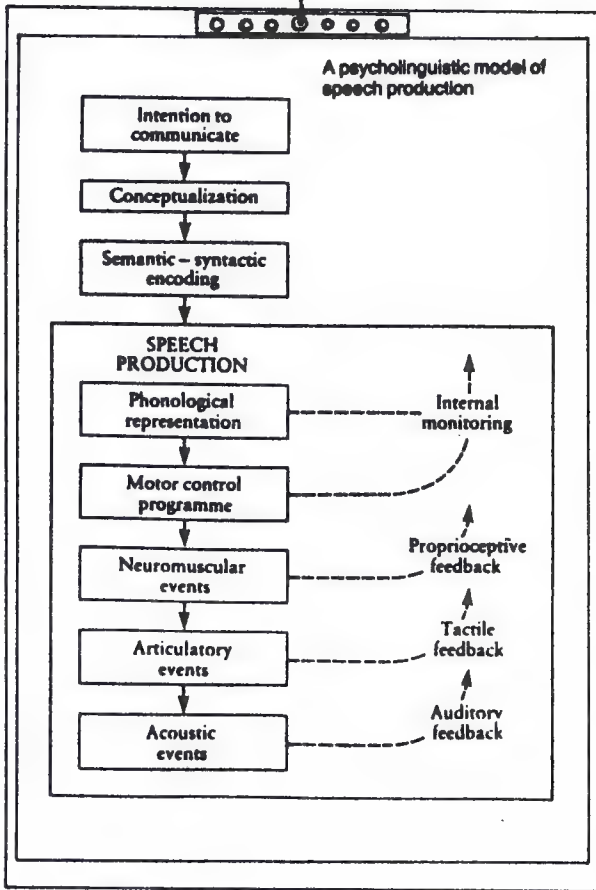 A psycholinguistic model of
speech production
Intention to
communicate
Conceptualization
Semantic – syntactic
encoding
SPEECH
PRODUCTION
Phonological
representation
Internal
monitoring
Motor control
programme
Proprioceptive
feedback
Neuromuscular
events
Tactile
feedback
Articulatory
events
Auditory
feedback
Acoustic
events